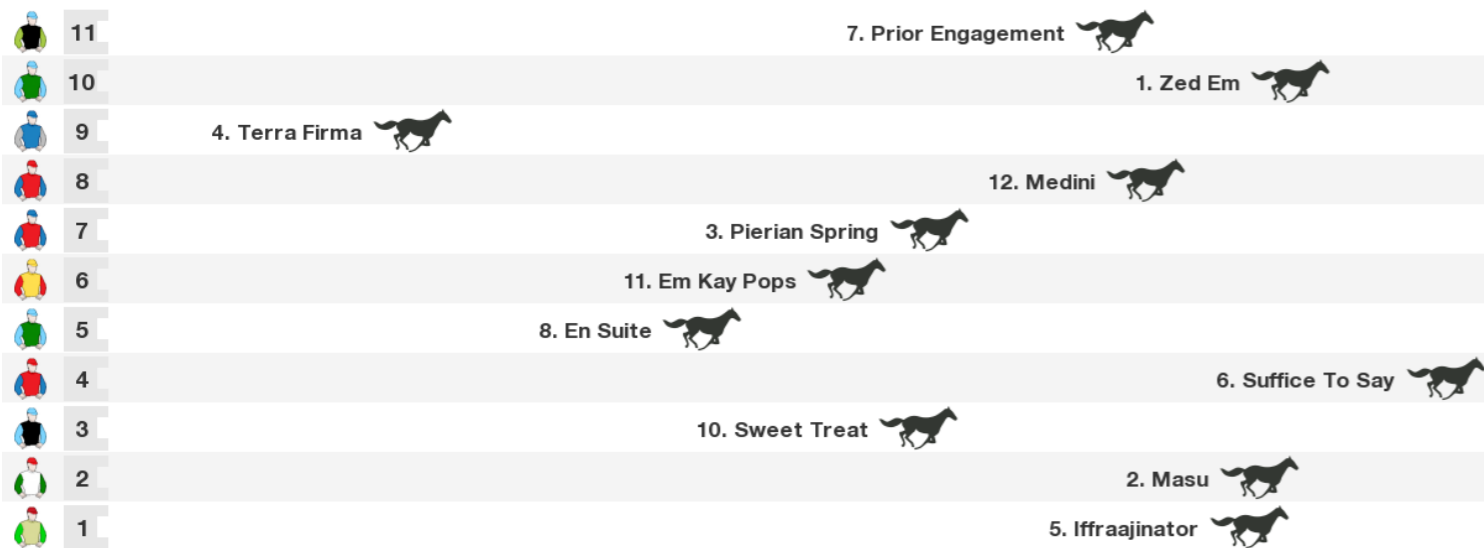 11 7. Prior Engagement
10 1. Zed Em
9 4. Terra Firma
8 12. Medini
7 3. Pierian Spring
6 11. Em Kay Pops
5 8. En Suite
4 6. Suffice To Say
3 10. Sweet Treat
2 2. Masu
1 5. Iffraajinator